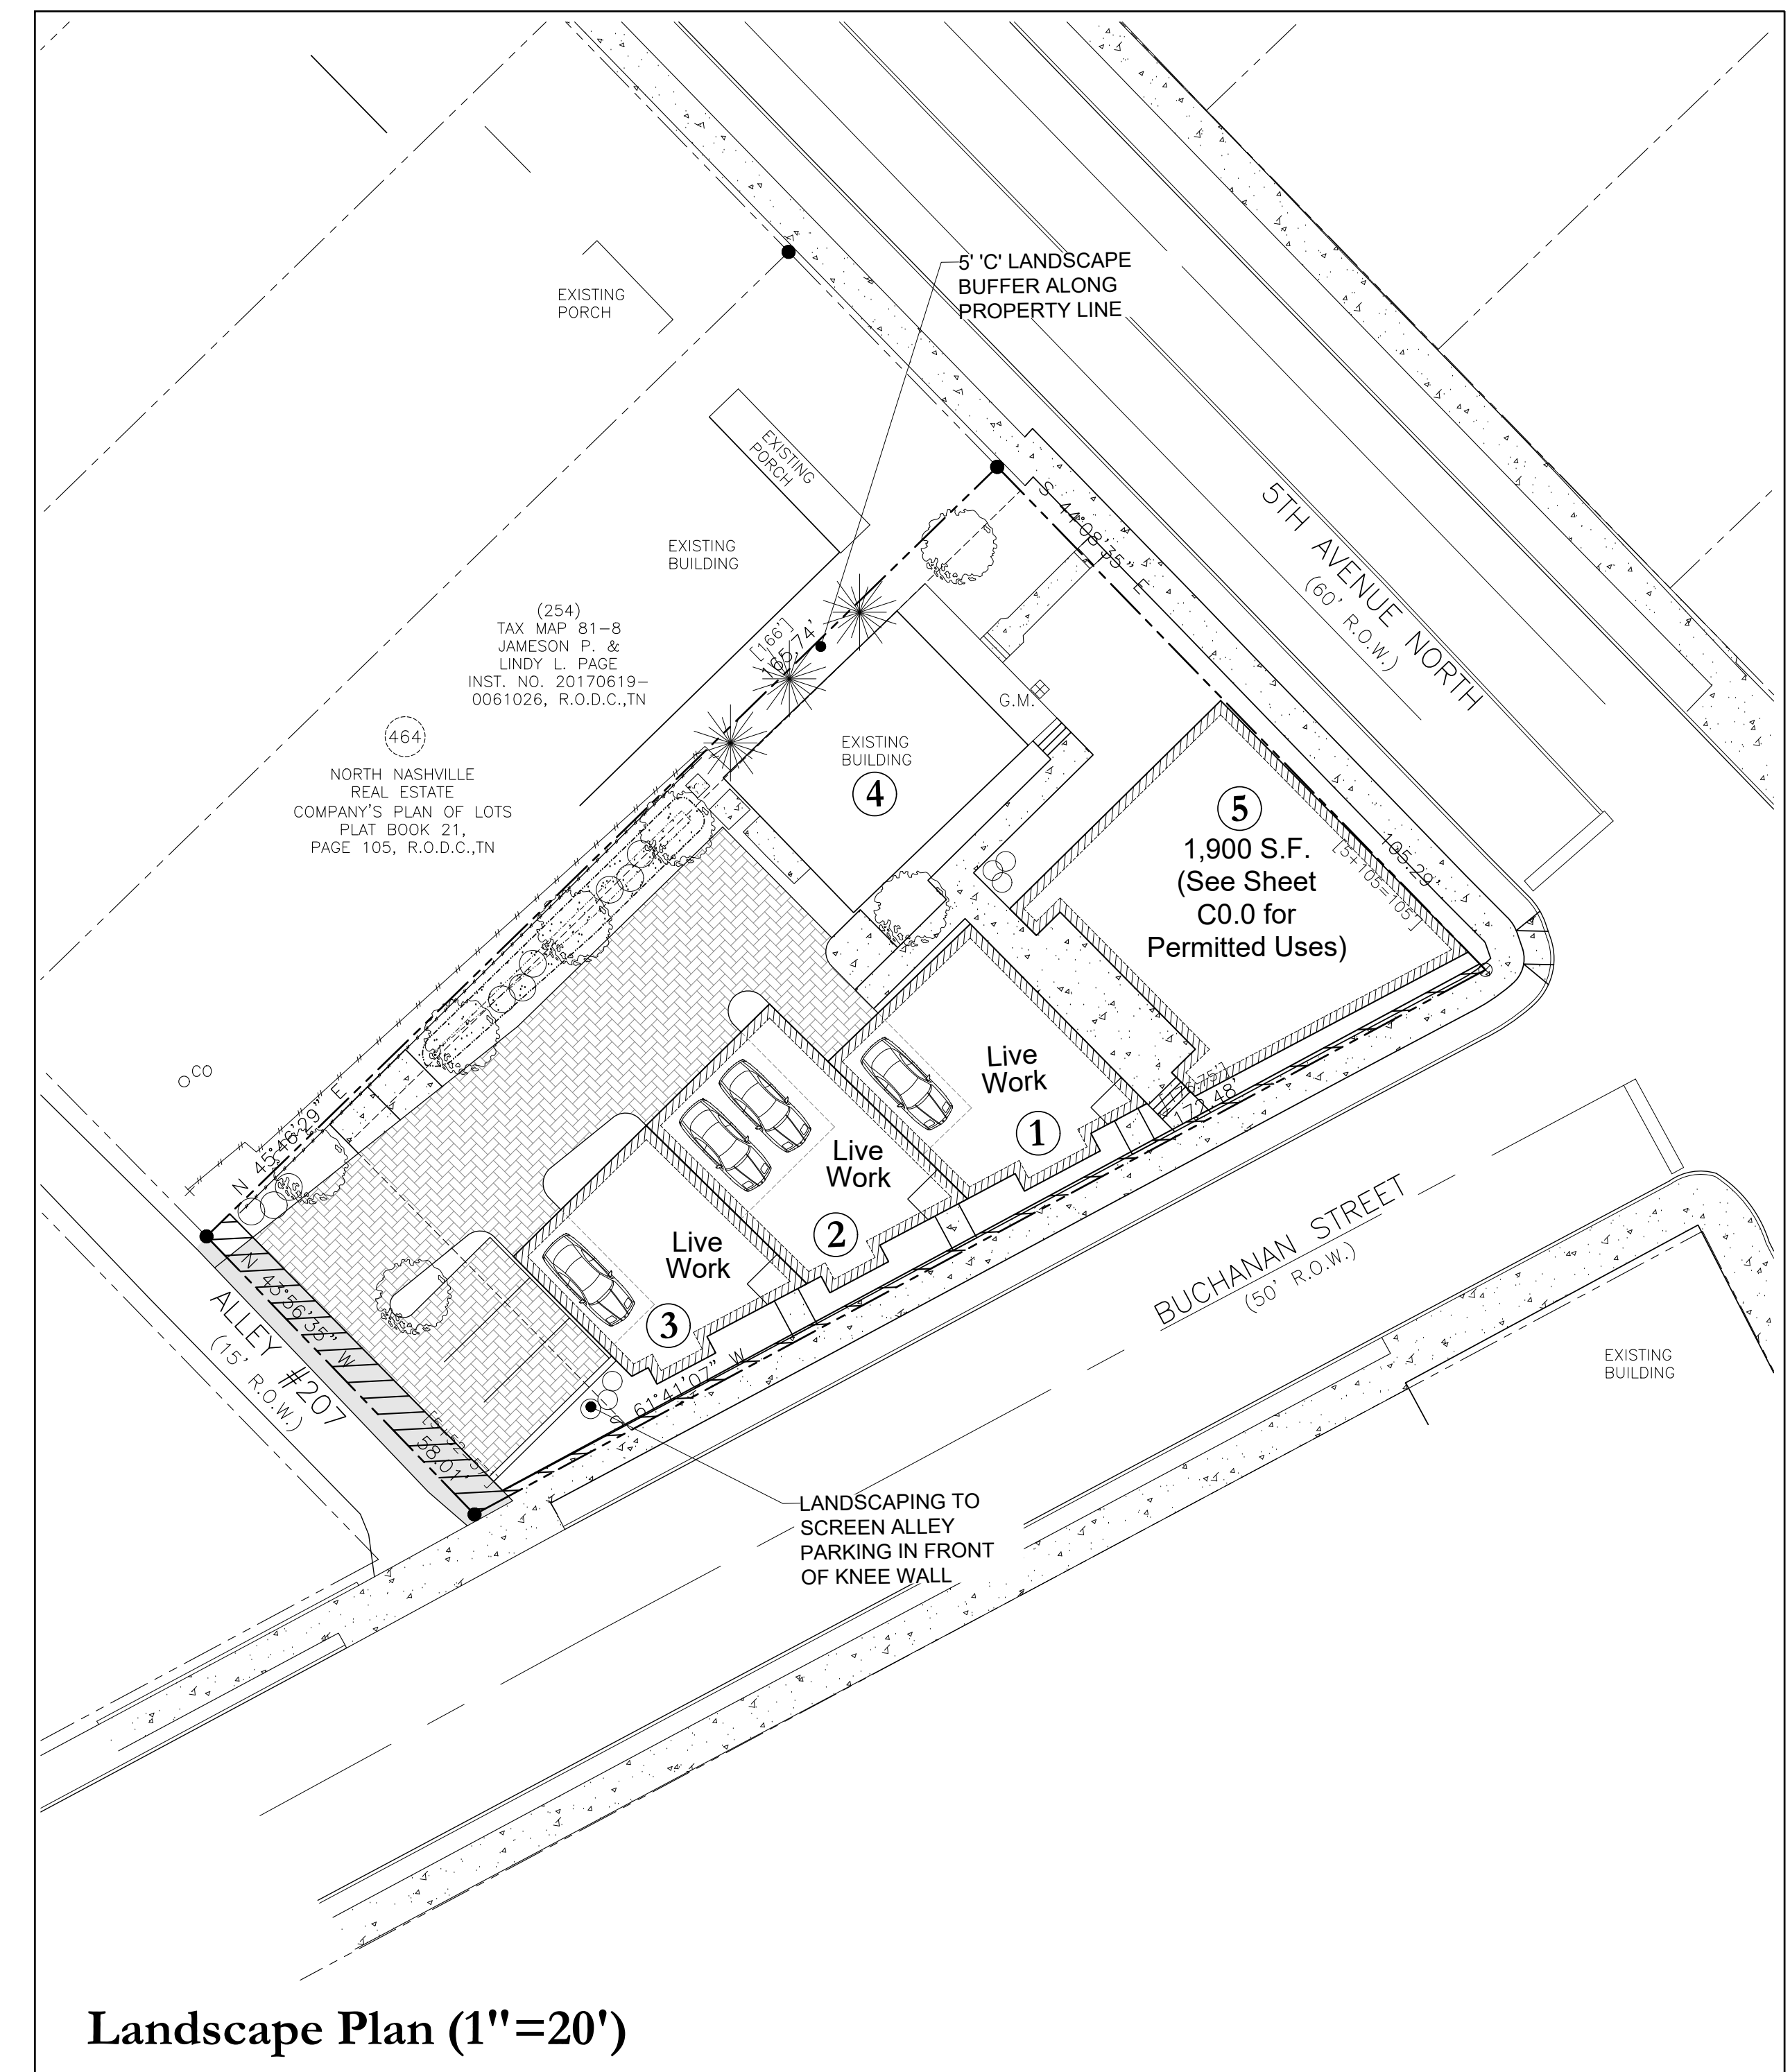 5' 'C' LANDSCAPE
BUFFER ALONG
PROPERTY LINE
EXISTING
PORCH
EXISTING
PORCH
EXISTING
BUILDING
(254)
TAX MAP 81-8
JAMESON P. &
LINDY L. PAGE
INST. NO. 20170619-
0061026, R.O.D.C.,TN
464
NORTH NASHVILLE
REAL ESTATE
COMPANY'S PLAN OF LOTS
PLAT BOOK 21,
PAGE 105, R.O.D.C.,TN
[166']
165.74'
S 44°08'35" E
5TH AVENUE NORTH
(60' R.O.W.)
G.M.
EXISTING
BUILDING
4
5
1,900 S.F.
(See Sheet
C0.0 for
Permitted Uses)
105.29'
[5+105=105']
Live
Work
1
172.48'
Live
Work
2
Live
Work
3
CO
N 45°46'29" E
N 43°56'35" W
58.01'
ALLEY #207
(15' R.O.W.)
61°41'07" W
BUCHANAN STREET
(50' R.O.W.)
EXISTING
BUILDING
LANDSCAPING TO
SCREEN ALLEY
PARKING IN FRONT
OF KNEE WALL
Landscape Plan (1"=20')